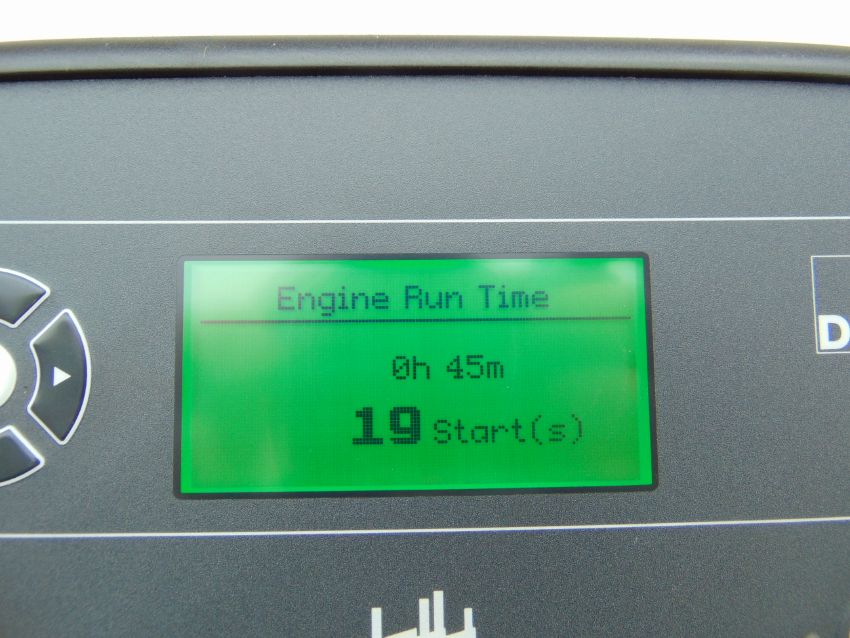 Engine Run Time
0h 45m
19 Start(s)
D